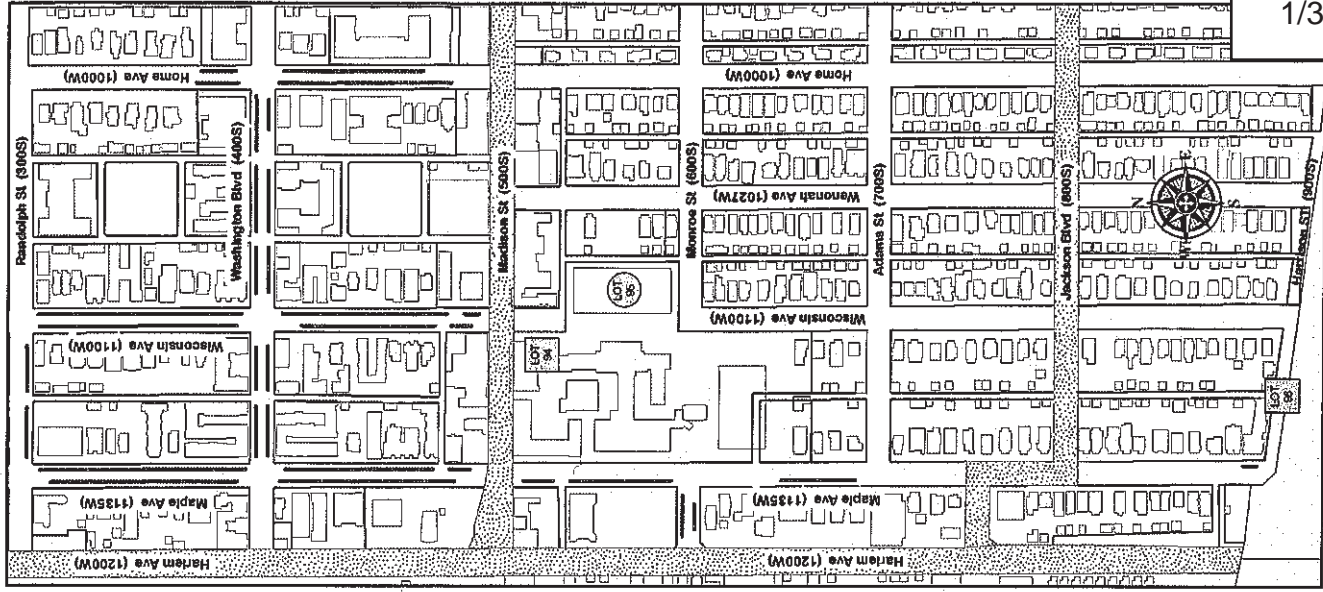 1/3
Home Ave (1000W)
Home Ave (1000W)
Randolph St (300S)
Washington Blvd (400S)
Madison St (500S)
Monroe St (600S)
Adams St (700S)
Jackson Blvd (800S)
Harrison ST (900S)
Wenonah Ave (1027W)
N
E
S
W
LOT
95
Wisconsin Ave (1100W)
Wisconsin Ave (1100W)
LOT
94
LOT
Maple Ave (1135W)
Maple Ave (1135W)
Harlem Ave (1200W)
Harlem Ave (1200W)